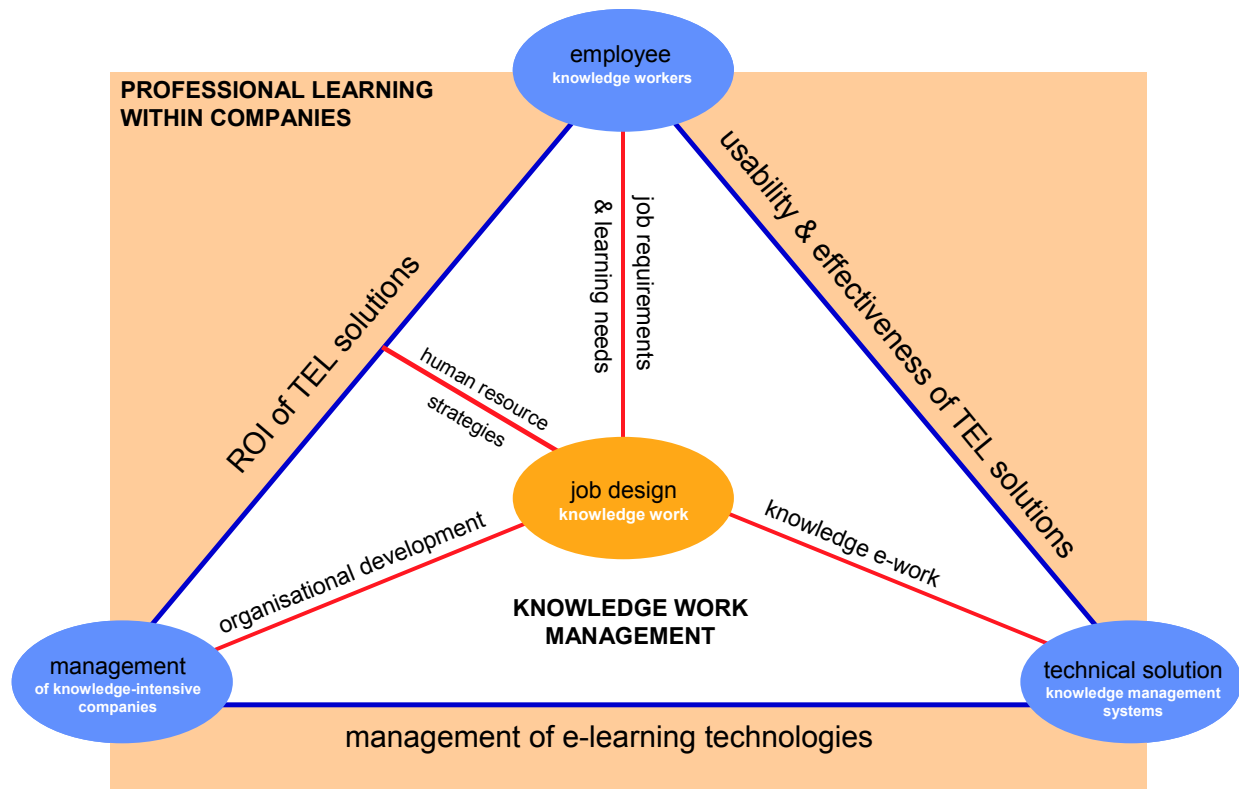 employee
knowledge workers
PROFESSIONAL LEARNING
WITHIN COMPANIES
usability & effectiveness of TEL solutions
job requirements
& learning needs
ROI of TEL solutions
human resource
strategies
job design
knowledge work
organisational development
knowledge e-work
KNOWLEDGE WORK
MANAGEMENT
management
of knowledge-intensive
companies
technical solution
knowledge management
systems
management of e-learning technologies